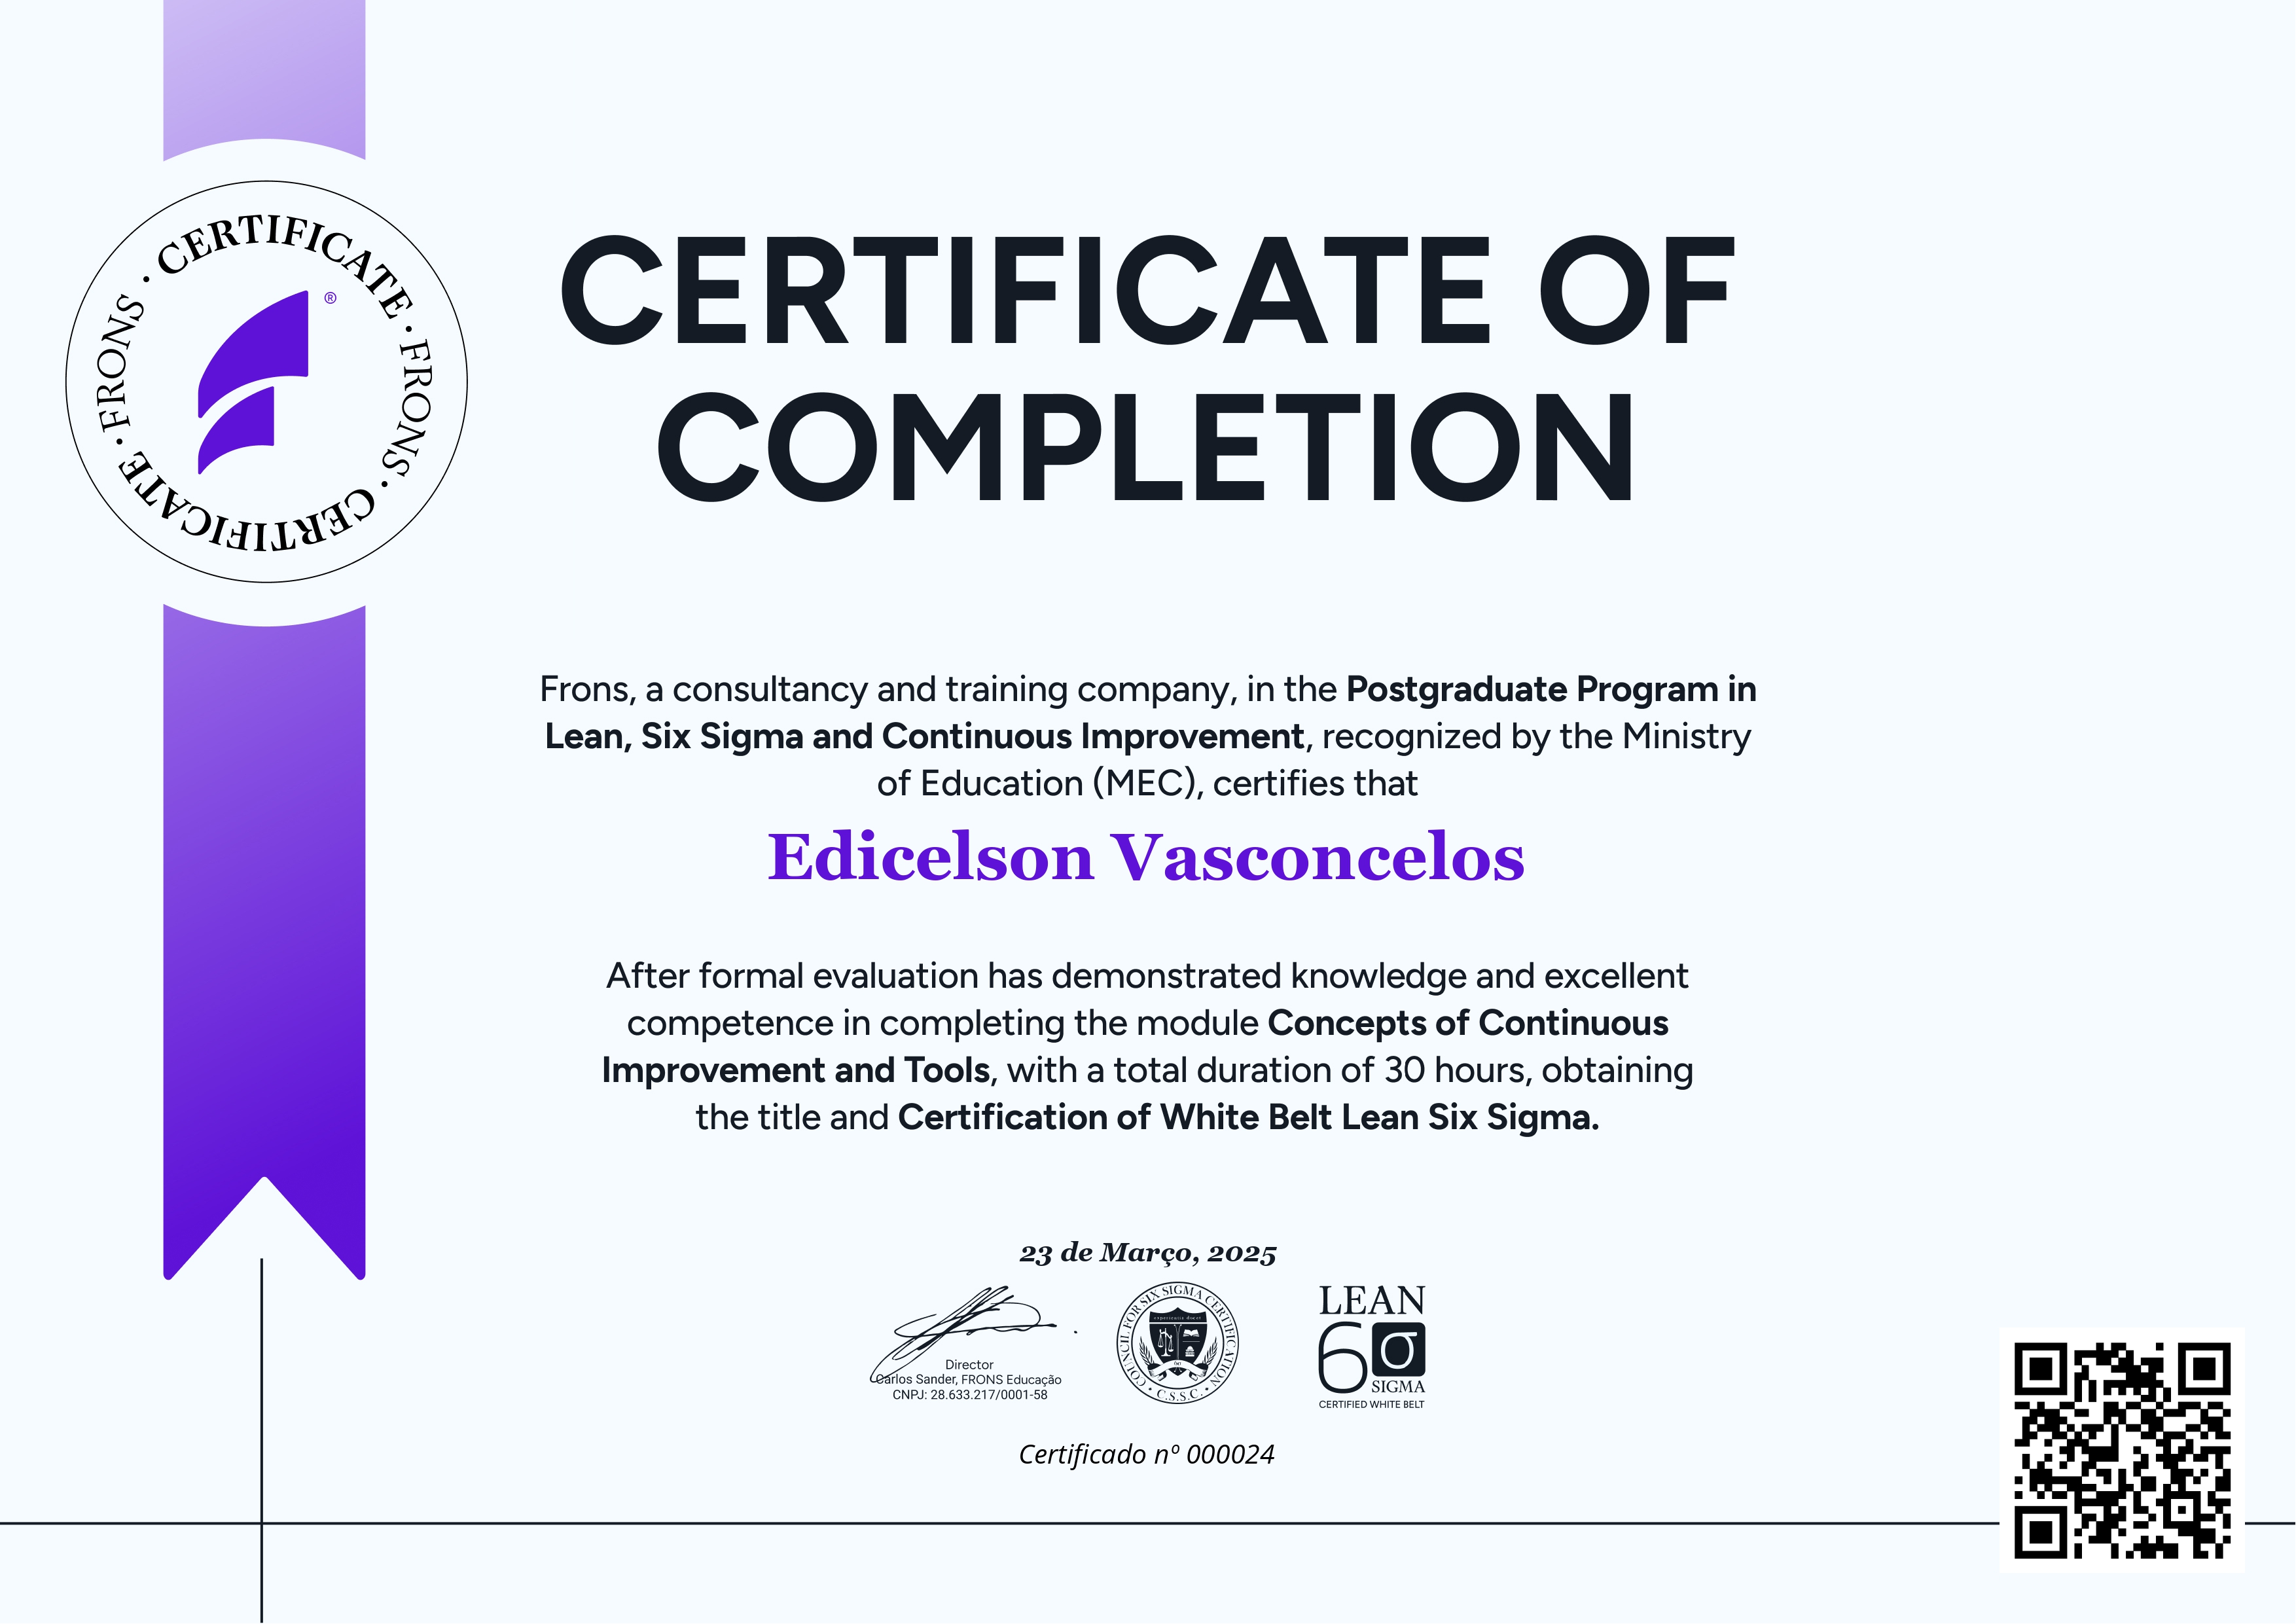 CERTIFICATE · FRONS · CERTIFICATE · FRONS ·
®
CERTIFICATE OF
COMPLETION
Frons, a consultancy and training company, in the Postgraduate Program in
Lean, Six Sigma and Continuous Improvement, recognized by the Ministry
of Education (MEC), certifies that
Edicelson Vasconcelos
After formal evaluation has demonstrated knowledge and excellent
competence in completing the module Concepts of Continuous
Improvement and Tools, with a total duration of 30 hours, obtaining
the title and Certification of White Belt Lean Six Sigma.
23 de Março, 2025
Director
Carlos Sander, FRONS Educação
CNPJ: 28.633.217/0001-58
COUNCIL FOR SIX SIGMA CERTIFICATION
• C.S.S.C. •
experientia docet
LEAN
6σ
SIGMA
CERTIFIED WHITE BELT
Certificado nº 000024